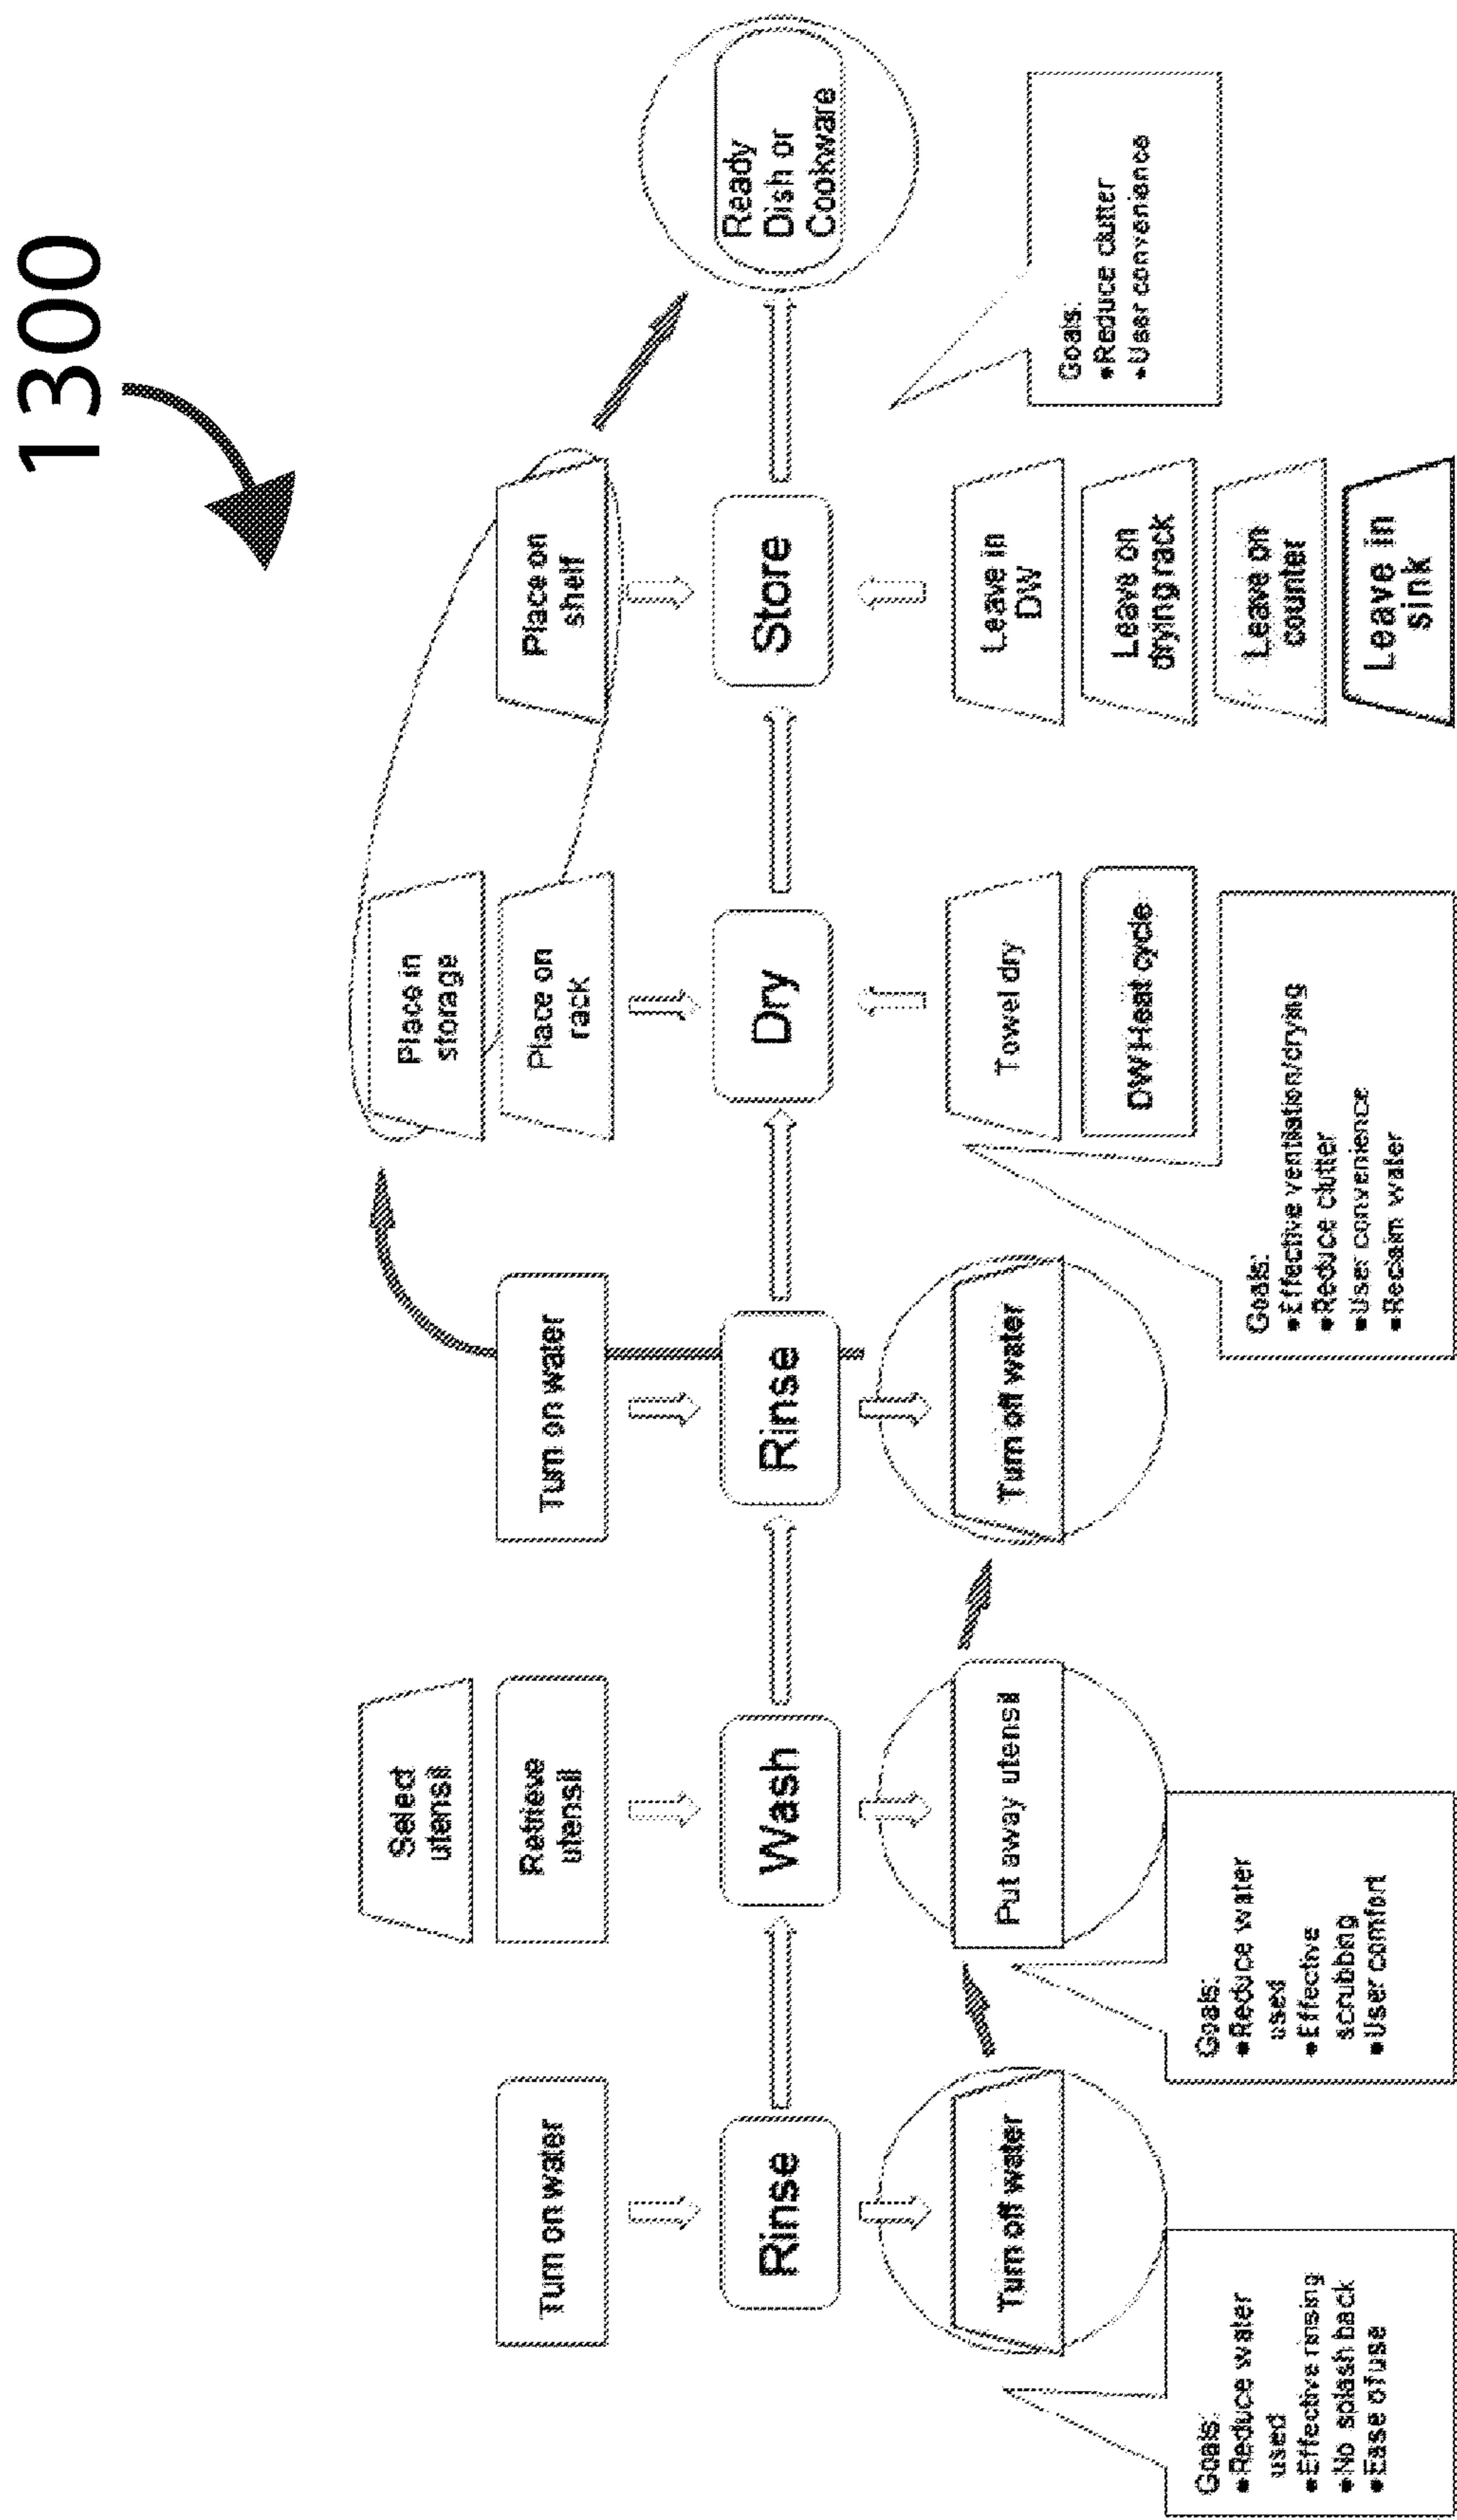 1300
Turn on water
Select
utensil
Retrieve
utensil
Turn on water
Place in
storage
Place on
rack
Place on
shelf
Rinse
Wash
Rinse
Dry
Store
Ready
Dish or
Cookware
Turn off water
Put away utensil
Turn off water
Towel dry
DW Heat cycle
Leave in
DW
Leave on
drying rack
Leave on
counter
Leave in
sink
Goals:
•Reduce water
used
•Effective rinsing
•No splash back
•Ease of use
Goals:
•Reduce water
used
•Effective
scrubbing
•User comfort
Goals:
•Effective ventilation/drying
•Reduce clutter
•User convenience
•Reclaim water
Goals:
•Reduce clutter
•User convenience